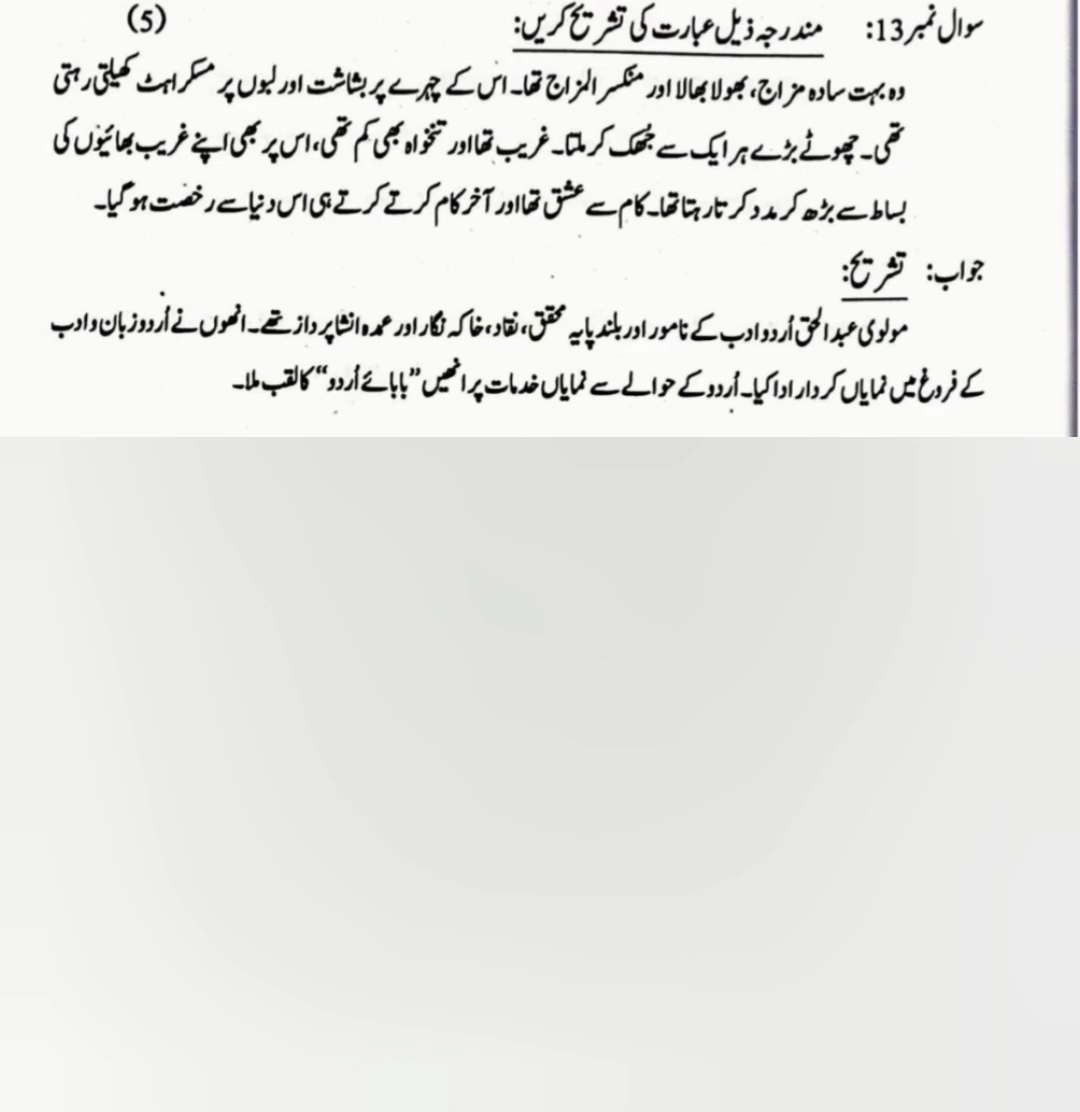 سوال نمبر 13: مندرجہ ذیل عبارت کی تشریح کریں: (5)
وہ بہت سادہ مزاج، بھولا بھالا اور منکسر المزاج تھا۔ اس کے چہرے پر بشاشت اور لبوں پر مسکراہٹ کھیلتی رہتی
تھی۔ چھوٹے بڑے ہر ایک سے جُھک کر ملتا۔ غریب تھا اور تنخواہ بھی کم تھی، اس پر بھی اپنے غریب بھائیوں کی
بساط سے بڑھ کر مدد کرتا رہتا تھا۔ کام سے عشق تھا اور آخر کام کرتے کرتے ہی اس دنیا سے رخصت ہو گیا۔
جواب: تشریح:
مولوی عبدالحق اُردو ادب کے نامور اور بلند پایہ محقق، نقاد، خاکہ نگار اور عمدہ انشا پرداز تھے۔ انھوں نے اُردو زبان و ادب
کے فروغ میں نمایاں کردار ادا کیا۔ اُردو کے حوالے سے نمایاں خدمات پر انھیں ”بابائے اُردو“ کا لقب ملا۔